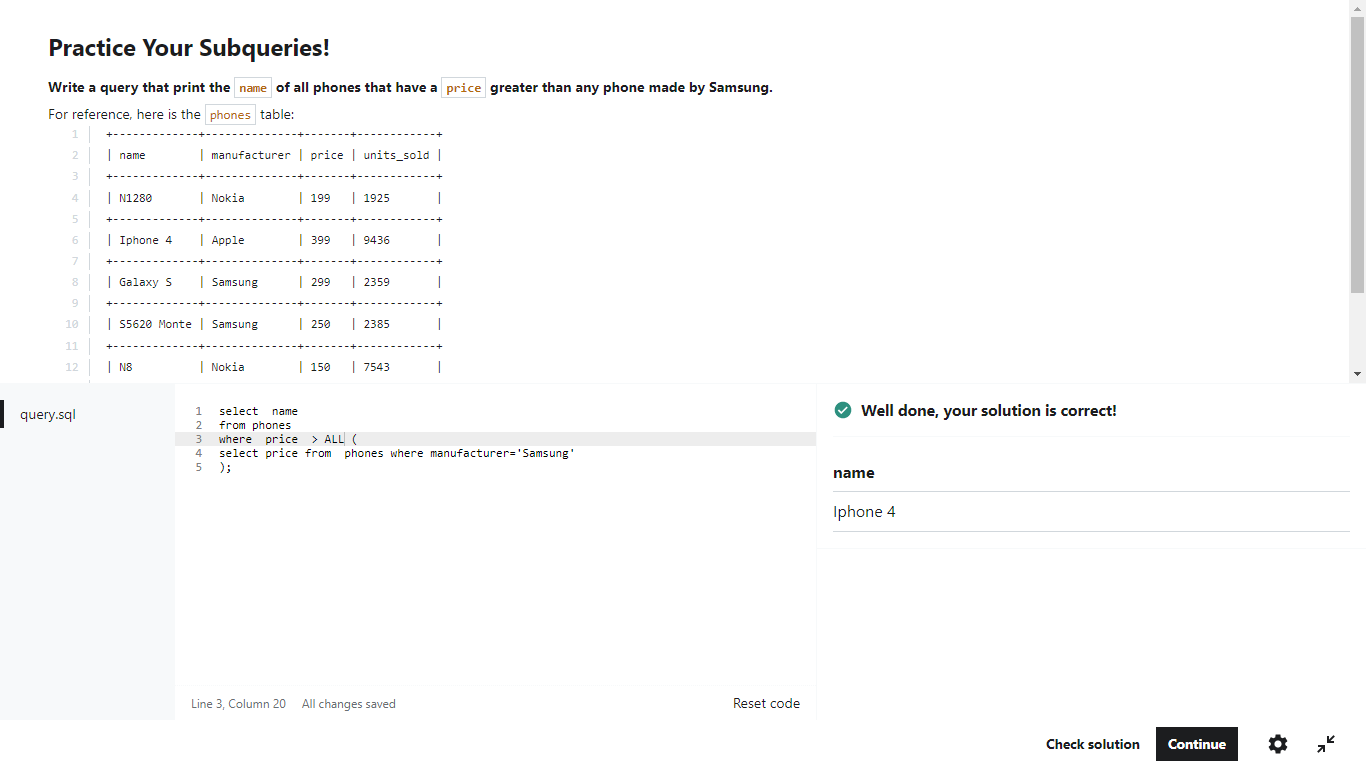 Practice Your Subqueries!
Write a query that print the name of all phones that have a price greater than any phone made by Samsung.
For reference, here is the phones table:
1 +-------------+--------------+-------+------------+
2 | name        | manufacturer | price | units_sold |
3 +-------------+--------------+-------+------------+
4 | N1280       | Nokia        | 199   | 1925       |
5 +-------------+--------------+-------+------------+
6 | Iphone 4    | Apple        | 399   | 9436       |
7 +-------------+--------------+-------+------------+
8 | Galaxy S    | Samsung      | 299   | 2359       |
9 +-------------+--------------+-------+------------+
10 | S5620 Monte | Samsung      | 250   | 2385       |
11 +-------------+--------------+-------+------------+
12 | N8          | Nokia        | 150   | 7543       |
query.sql
1 select  name
2 from phones
3 where  price  > ALL (
4 select price from  phones where manufacturer='Samsung'
5 );
Line 3, Column 20 All changes saved Reset code
Well done, your solution is correct!
name
Iphone 4
Check solution Continue